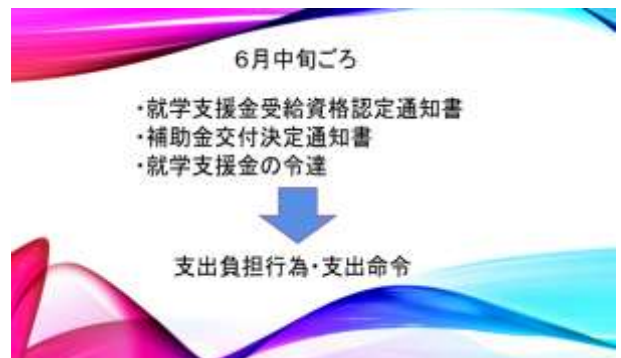 ６月中旬ごろ
・就学支援金受給資格認定通知書
・補助金交付決定通知書
・就学支援金の令達
支出負担行為・支出命令